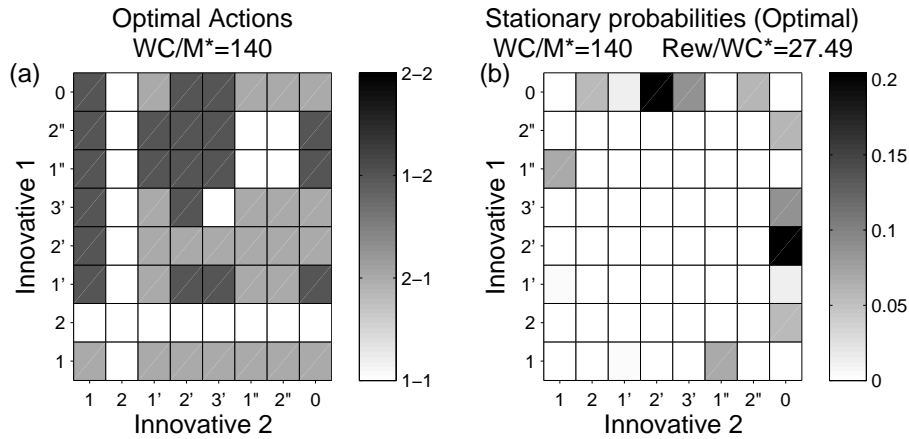 Optimal Actions
WC/M*=140
(a)
Innovative 1
0
2"
1"
3'
2'
1'
2
1
1 2 1' 2' 3' 1" 2" 0
Innovative 2
2−2
1−2
2−1
1−1
Stationary probabilities (Optimal)
WC/M*=140 Rew/WC*=27.49
(b)
Innovative 1
0
2"
1"
3'
2'
1'
2
1
1 2 1' 2' 3' 1" 2" 0
Innovative 2
0.2
0.15
0.1
0.05
0